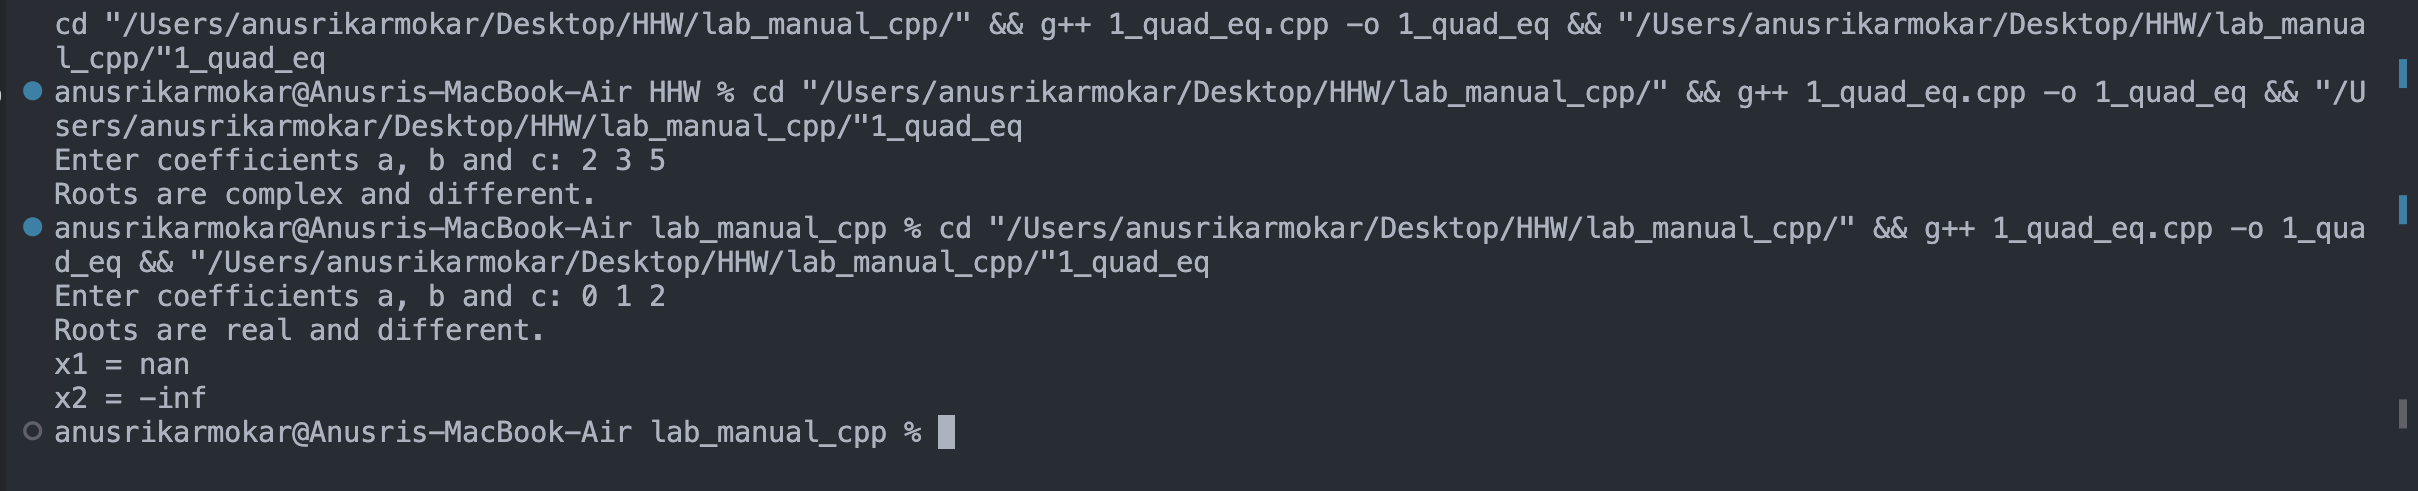 cd "/Users/anusrikarmokar/Desktop/HHW/lab_manual_cpp/" && g++ 1_quad_eq.cpp -o 1_quad_eq && "/Users/anusrikarmokar/Desktop/HHW/lab_manua
l_cpp/"1_quad_eq
anusrikarmokar@Anusris-MacBook-Air HHW % cd "/Users/anusrikarmokar/Desktop/HHW/lab_manual_cpp/" && g++ 1_quad_eq.cpp -o 1_quad_eq && "/U
sers/anusrikarmokar/Desktop/HHW/lab_manual_cpp/"1_quad_eq
Enter coefficients a, b and c: 2 3 5
Roots are complex and different.
anusrikarmokar@Anusris-MacBook-Air lab_manual_cpp % cd "/Users/anusrikarmokar/Desktop/HHW/lab_manual_cpp/" && g++ 1_quad_eq.cpp -o 1_qua
d_eq && "/Users/anusrikarmokar/Desktop/HHW/lab_manual_cpp/"1_quad_eq
Enter coefficients a, b and c: 0 1 2
Roots are real and different.
x1 = nan
x2 = -inf
anusrikarmokar@Anusris-MacBook-Air lab_manual_cpp %